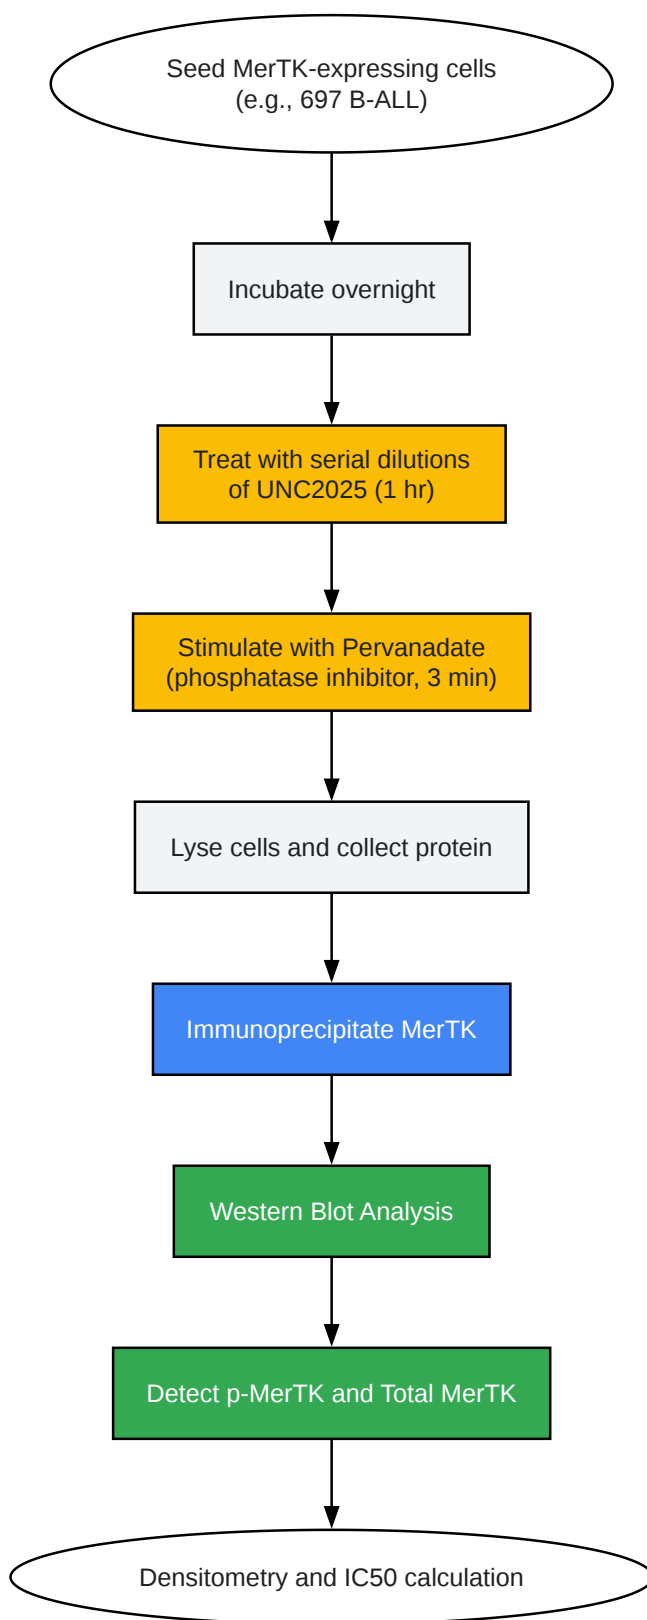 Seed MerTK-expressing cells
(e.g., 697 B-ALL)
Incubate overnight
Treat with serial dilutions
of UNC2025 (1 hr)
Stimulate with Pervanadate
(phosphatase inhibitor, 3 min)
Lyse cells and collect protein
Immunoprecipitate MerTK
Western Blot Analysis
Detect p-MerTK and Total MerTK
Densitometry and IC50 calculation